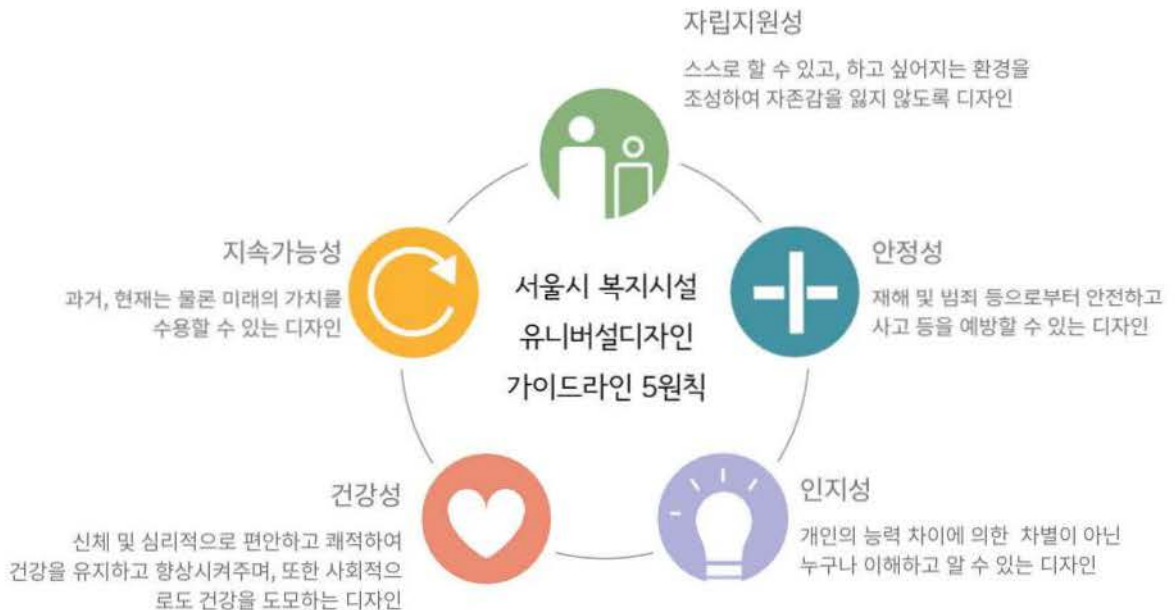 자립지원성
스스로 할 수 있고, 하고 싶어지는 환경을
조성하여 자존감을 잃지 않도록 디자인
지속가능성
과거, 현재는 물론 미래의 가치를
수용할 수 있는 디자인
서울시 복지시설
유니버설디자인
가이드라인 5원칙
안정성
재해 및 범죄 등으로부터 안전하고
사고 등을 예방할 수 있는 디자인
건강성
신체 및 심리적으로 편안하고 쾌적하여
건강을 유지하고 향상시켜주며, 또한 사회적으
로도 건강을 도모하는 디자인
인지성
개인의 능력 차이에 의한 차별이 아닌
누구나 이해하고 알 수 있는 디자인